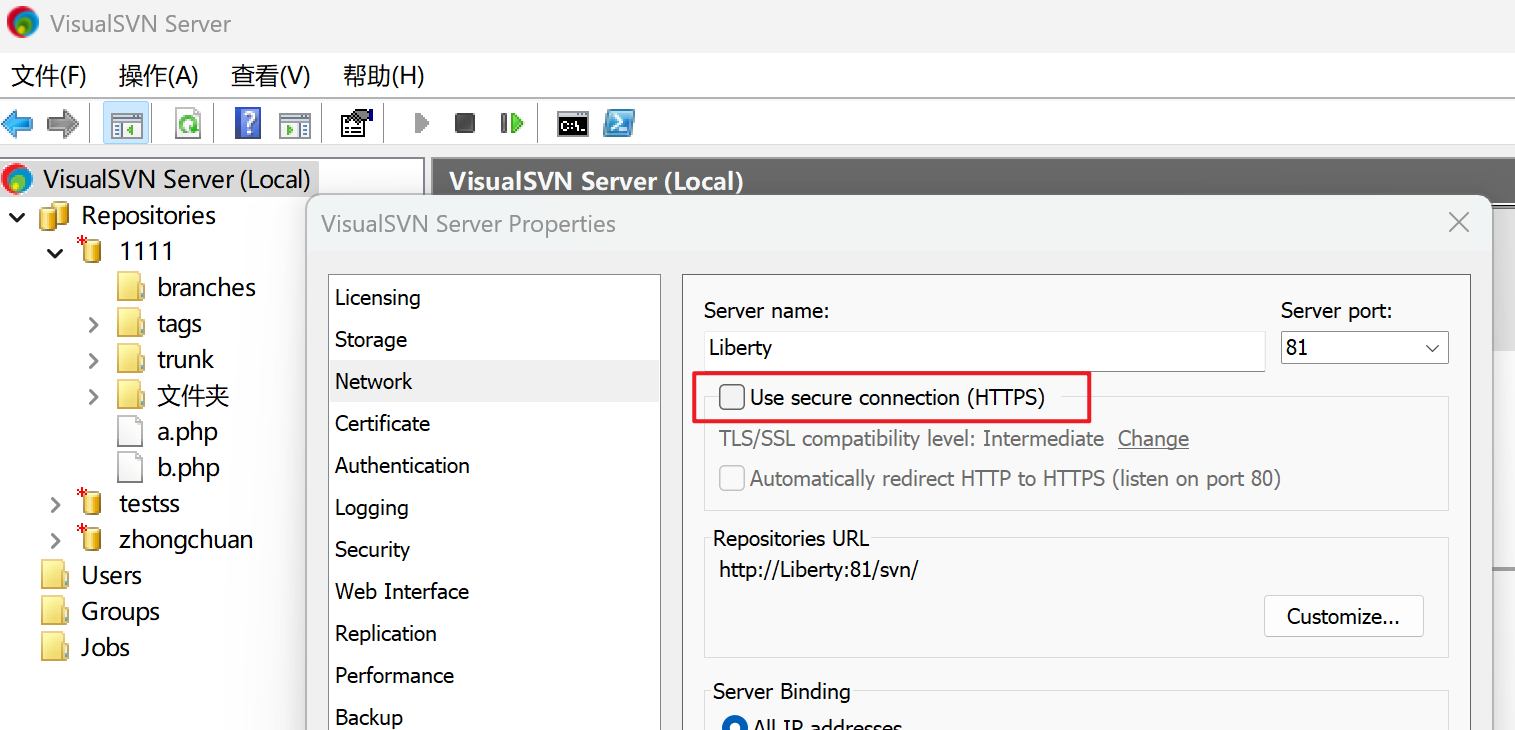 VisualSVN Server
文件(F) 操作(A) 查看(V) 帮助(H)
C:\.
VisualSVN Server (Local)
VisualSVN Server (Local)
Repositories
1111
branches
tags
trunk
文件夹
a.php
b.php
testss
zhongchuan
Users
Groups
Jobs
VisualSVN Server Properties
Licensing
Storage
Network
Certificate
Authentication
Logging
Security
Web Interface
Replication
Performance
Backup
Server name:
Server port:
Liberty
81
Use secure connection (HTTPS)
TLS/SSL compatibility level: Intermediate Change
Automatically redirect HTTP to HTTPS (listen on port 80)
Repositories URL
http://Liberty:81/svn/
Customize...
Server Binding
All IP addresses